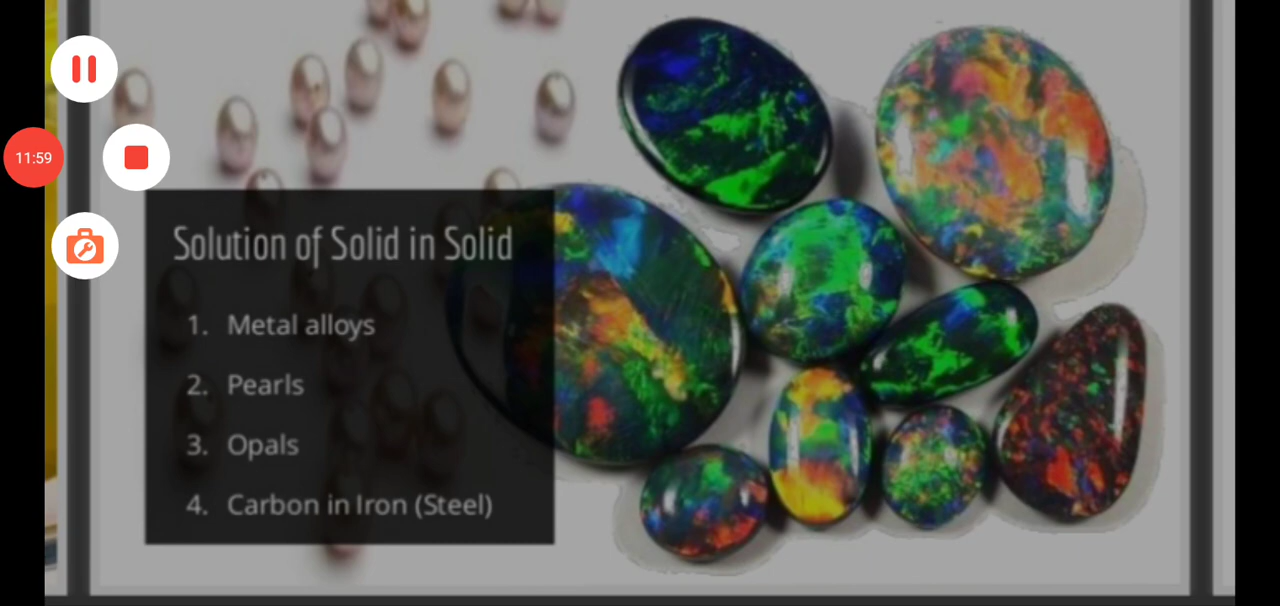 11:59
Solution of Solid in Solid
1. Metal alloys
2. Pearls
3. Opals
4. Carbon in Iron (Steel)